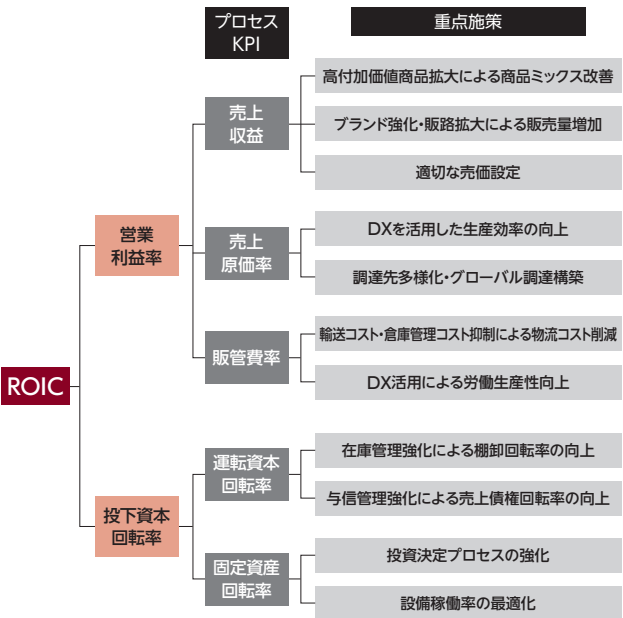 プロセス
KPI
重点施策
ROIC
営業
利益率
売上
収益
高付加価値商品拡大による商品ミックス改善
ブランド強化・販路拡大による販売量増加
適切な売価設定
売上
原価率
DXを活用した生産効率の向上
調達先多様化・グローバル調達構築
販管費率
輸送コスト・倉庫管理コスト抑制による物流コスト削減
DX活用による労働生産性向上
投下資本
回転率
運転資本
回転率
在庫管理強化による棚卸回転率の向上
与信管理強化による売上債権回転率の向上
固定資産
回転率
投資決定プロセスの強化
設備稼働率の最適化